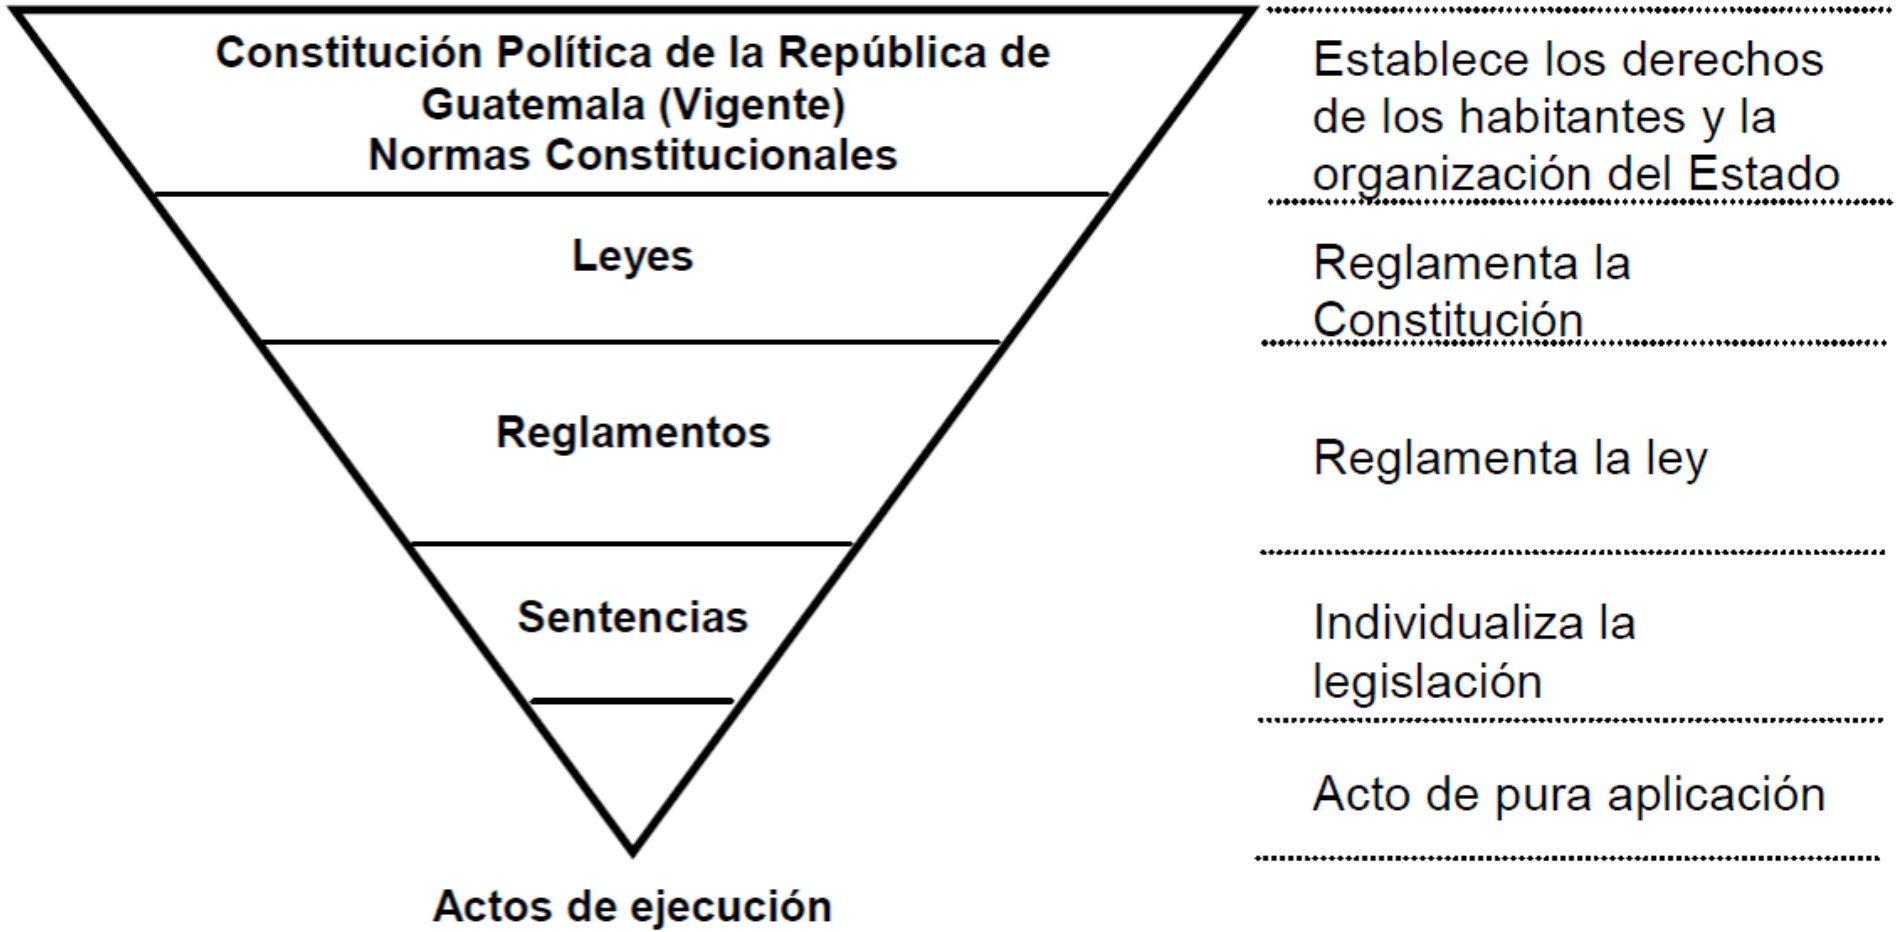 Constitución Política de la República de
Guatemala (Vigente)
Normas Constitucionales
Establece los derechos
de los habitantes y la
organización del Estado
Leyes
Reglamenta la
Constitución
Reglamentos
Reglamenta la ley
Sentencias
Individualiza la
legislación
Acto de pura aplicación
Actos de ejecución